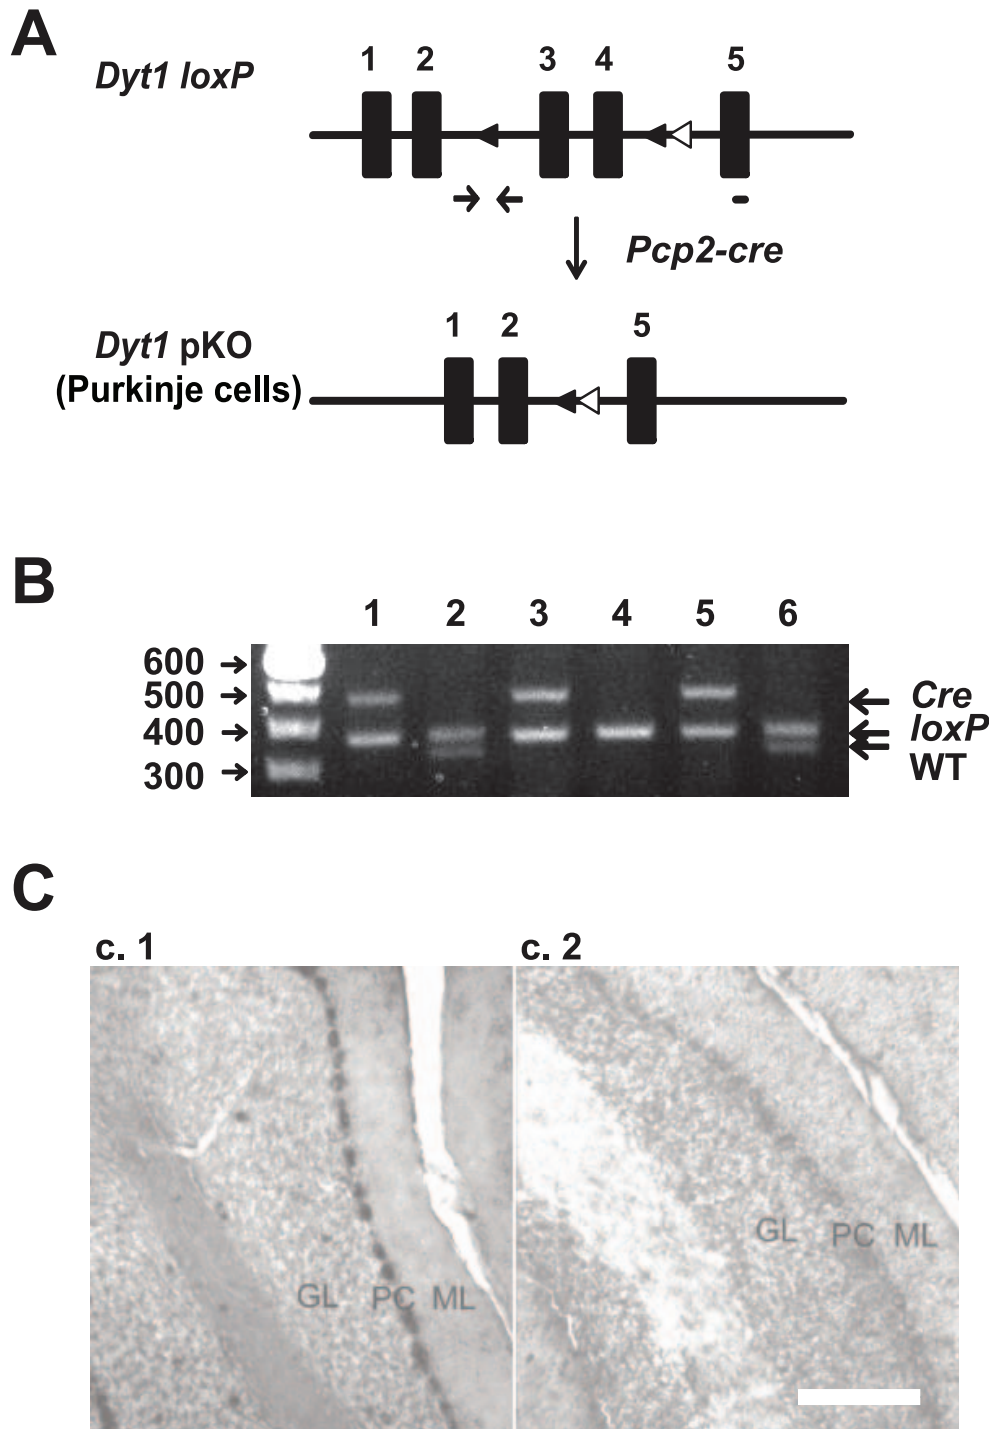 A
Dyt1 loxP
1 2 3 4 5
Pcp2-cre
Dyt1 pKO
(Purkinje cells)
1 2 5
B
1 2 3 4 5 6
600
500
400
300
Cre
loxP
WT
C
c. 1
c. 2
GL PC ML
GL PC ML